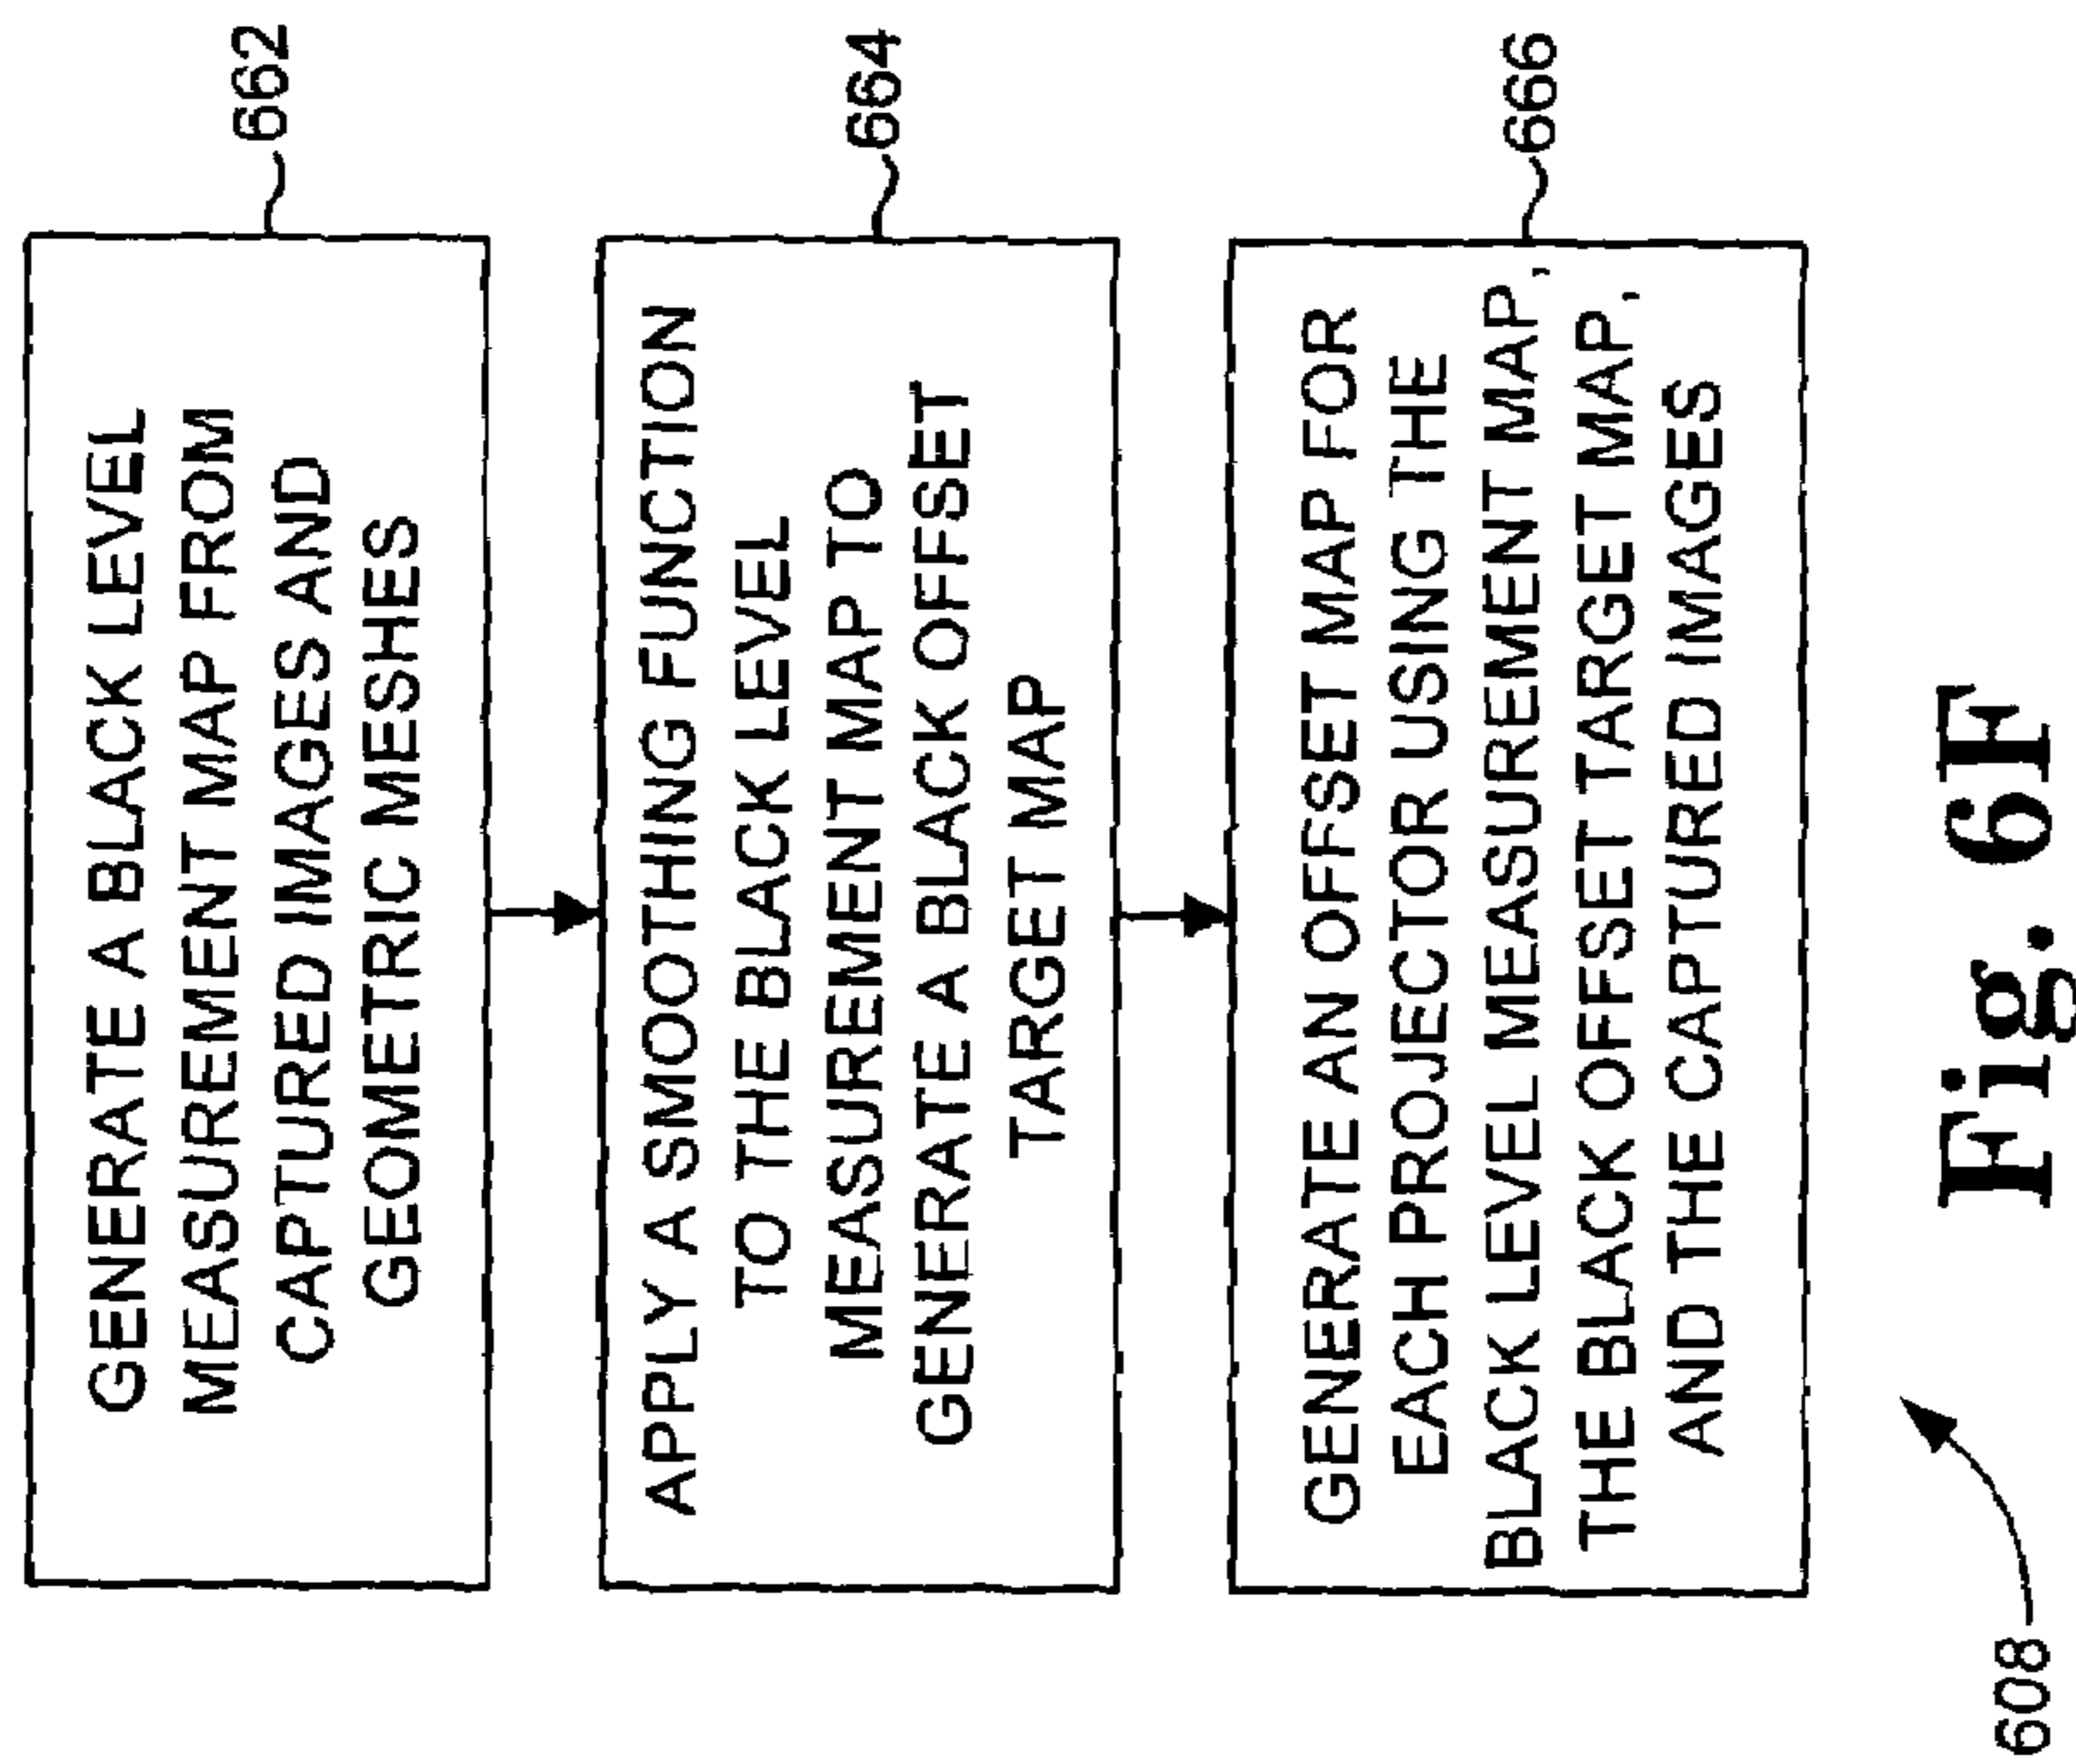 GENERATE A BLACK LEVEL
MEASUREMENT MAP FROM
CAPTURED IMAGES AND
GEOMETRIC MESHES
662
APPLY A SMOOTHING FUNCTION
TO THE BLACK LEVEL
MEASUREMENT MAP TO
GENERATE A BLACK OFFSET
TARGET MAP
664
GENERATE AN OFFSET MAP FOR
EACH PROJECTOR USING THE
BLACK LEVEL MEASUREMENT MAP,
THE BLACK OFFSET TARGET MAP,
AND THE CAPTURED IMAGES
666
608
Fig. 6F